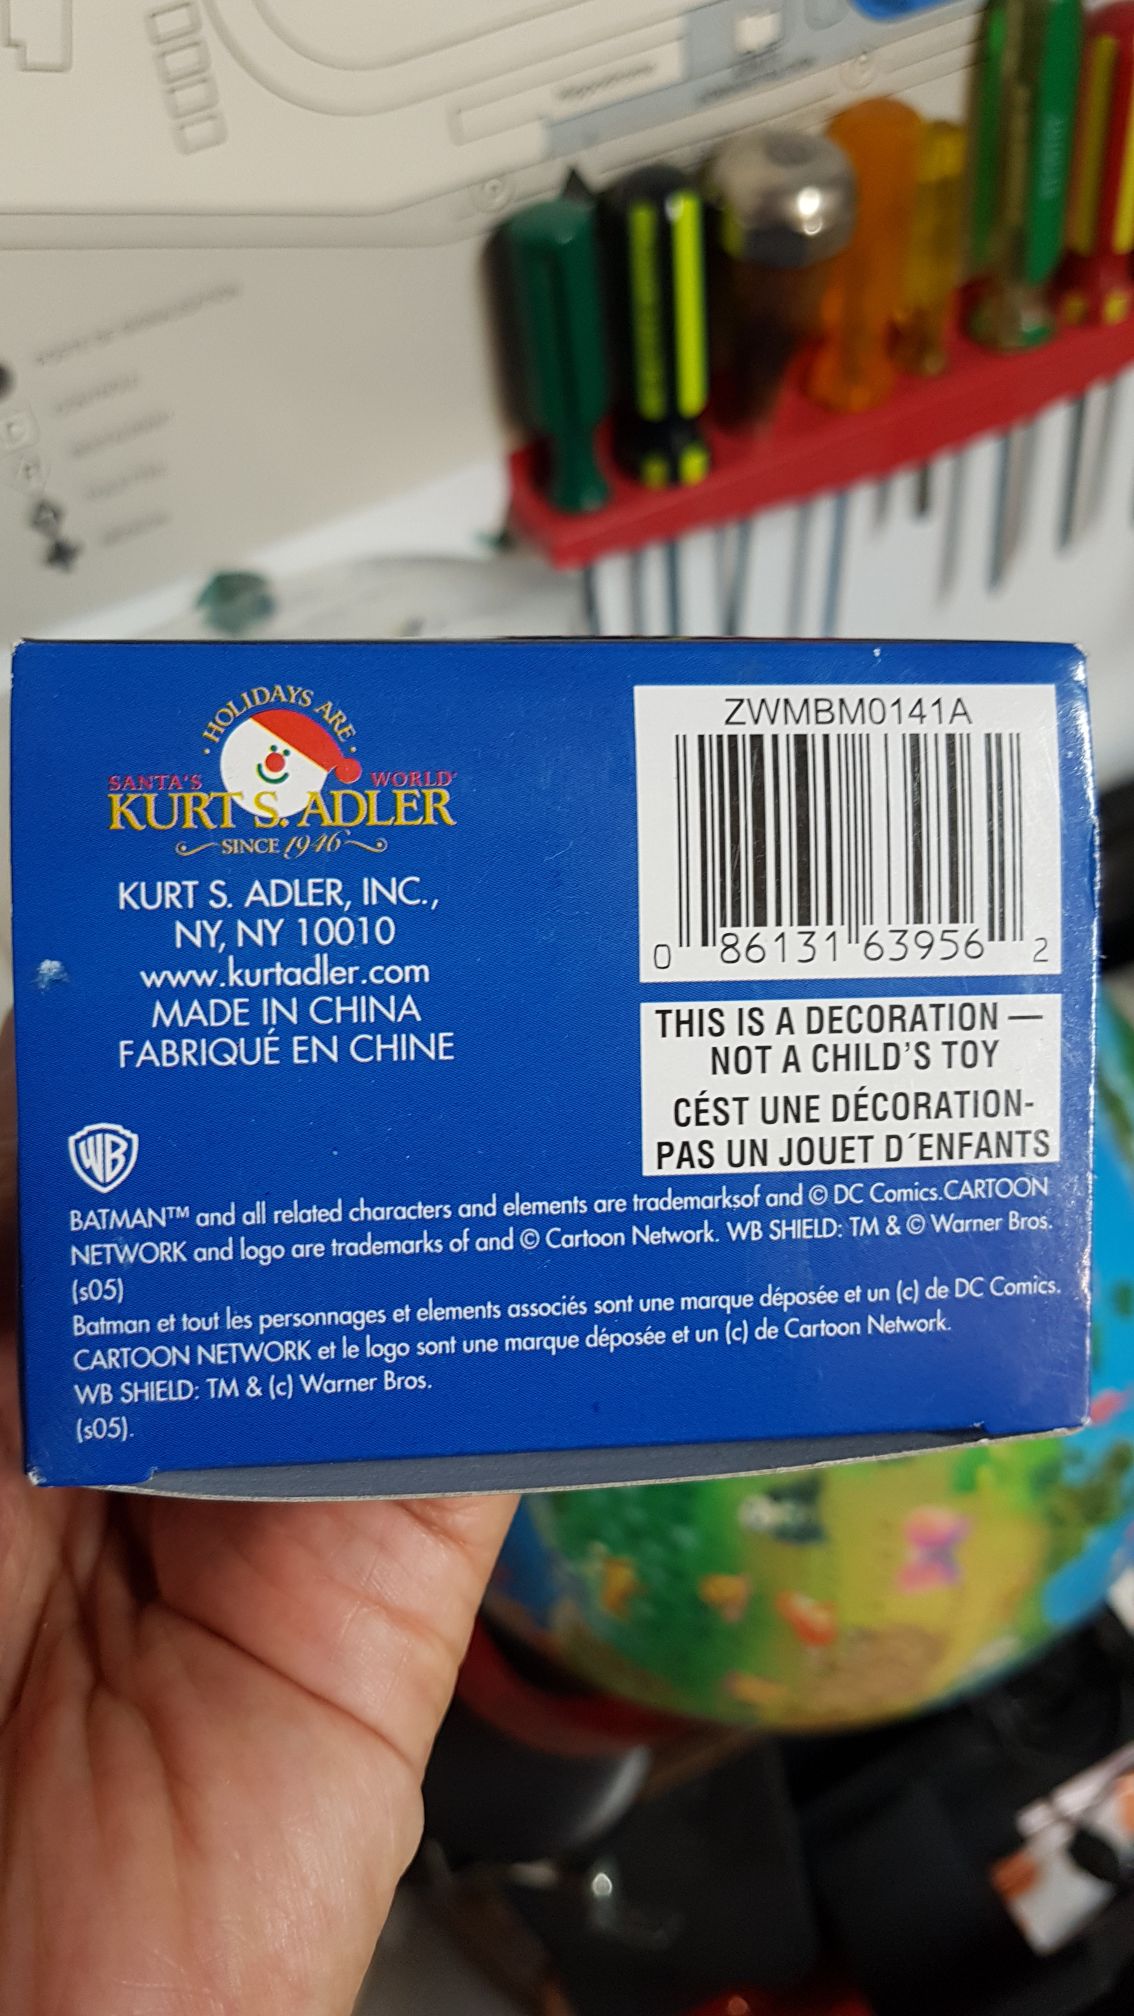 · HOLIDAYS ARE ·
SANTA'S WORLD
KURT S. ADLER
SINCE 1946
KURT S. ADLER, INC.,
NY, NY 10010
www.kurtadler.com
MADE IN CHINA
FABRIQUÉ EN CHINE
ZWMBM0141A
0 86131 63956 2
THIS IS A DECORATION —
NOT A CHILD'S TOY
CÉST UNE DÉCORATION-
PAS UN JOUET D´ENFANTS
WB
BATMAN™ and all related characters and elements are trademarksof and © DC Comics.CARTOON
NETWORK and logo are trademarks of and © Cartoon Network. WB SHIELD: TM & © Warner Bros.
(s05)
Batman et tout les personnages et elements associés sont une marque déposée et un (c) de DC Comics.
CARTOON NETWORK et le logo sont une marque déposée et un (c) de Cartoon Network.
WB SHIELD: TM & (c) Warner Bros.
(s05).